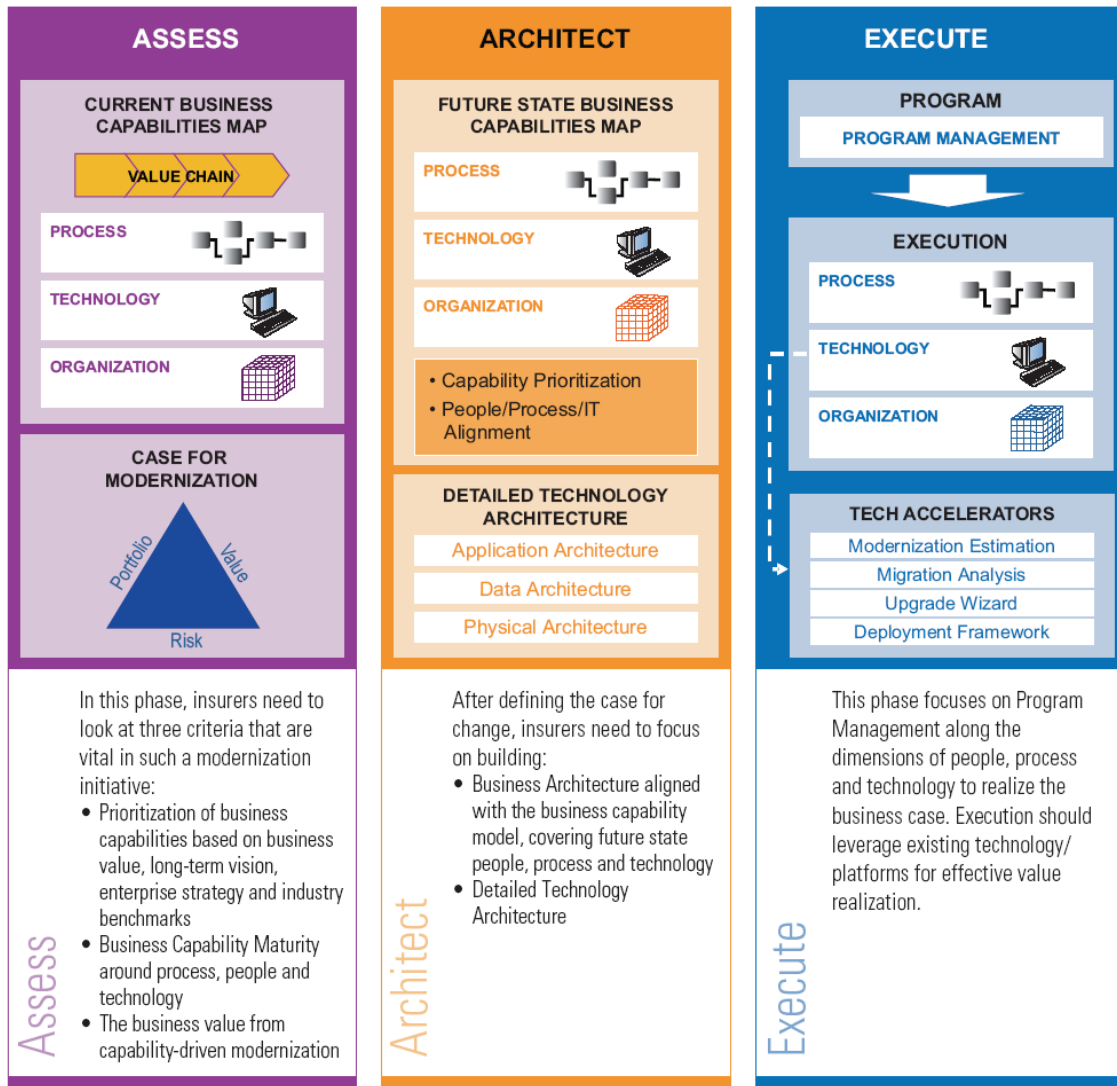 ASSESS
CURRENT BUSINESS
CAPABILITIES MAP
VALUE CHAIN
PROCESS
TECHNOLOGY
ORGANIZATION
CASE FOR
MODERNIZATION
Portfolio
Value
Risk
In this phase, insurers need to
look at three criteria that are
vital in such a modernization
initiative:
• Prioritization of business
capabilities based on business
value, long-term vision,
enterprise strategy and industry
benchmarks
• Business Capability Maturity
around process, people and
technology
• The business value from
capability-driven modernization
Assess
ARCHITECT
FUTURE STATE BUSINESS
CAPABILITIES MAP
PROCESS
TECHNOLOGY
ORGANIZATION
• Capability Prioritization
• People/Process/IT
Alignment
DETAILED TECHNOLOGY
ARCHITECTURE
Application Architecture
Data Architecture
Physical Architecture
After defining the case for
change, insurers need to focus
on building:
• Business Architecture aligned
with the business capability
model, covering future state
people, process and technology
• Detailed Technology
Architecture
Architect
EXECUTE
PROGRAM
PROGRAM MANAGEMENT
EXECUTION
PROCESS
TECHNOLOGY
ORGANIZATION
TECH ACCELERATORS
Modernization Estimation
Migration Analysis
Upgrade Wizard
Deployment Framework
This phase focuses on Program
Management along the
dimensions of people, process
and technology to realize the
business case. Execution should
leverage existing technology/
platforms for effective value
realization.
Execute